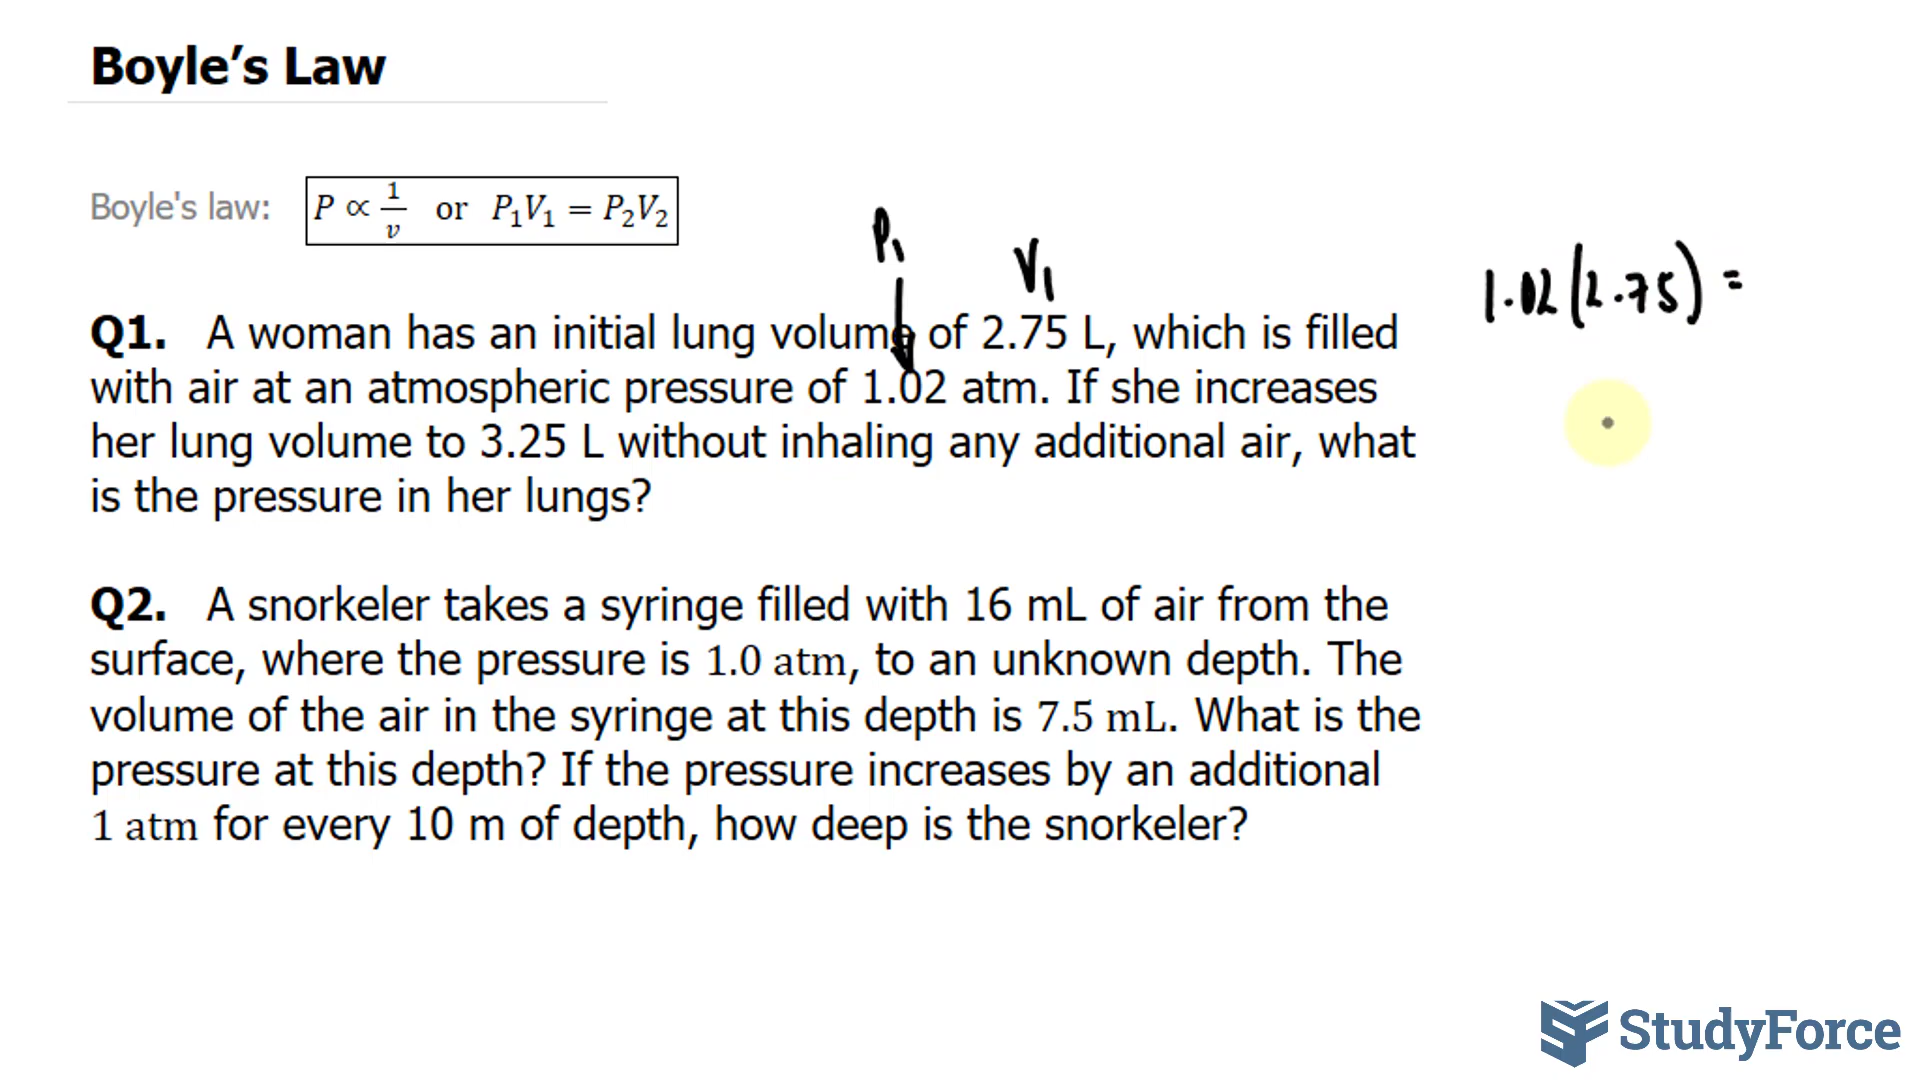 Boyle’s Law
Boyle's law: P ∝ 1/v or P₁V₁ = P₂V₂
P₁
V₁
1.02(2.75) =
Q1. A woman has an initial lung volume of 2.75 L, which is filled
with air at an atmospheric pressure of 1.02 atm. If she increases
her lung volume to 3.25 L without inhaling any additional air, what
is the pressure in her lungs?
Q2. A snorkeler takes a syringe filled with 16 mL of air from the
surface, where the pressure is 1.0 atm, to an unknown depth. The
volume of the air in the syringe at this depth is 7.5 mL. What is the
pressure at this depth? If the pressure increases by an additional
1 atm for every 10 m of depth, how deep is the snorkeler?
StudyForce